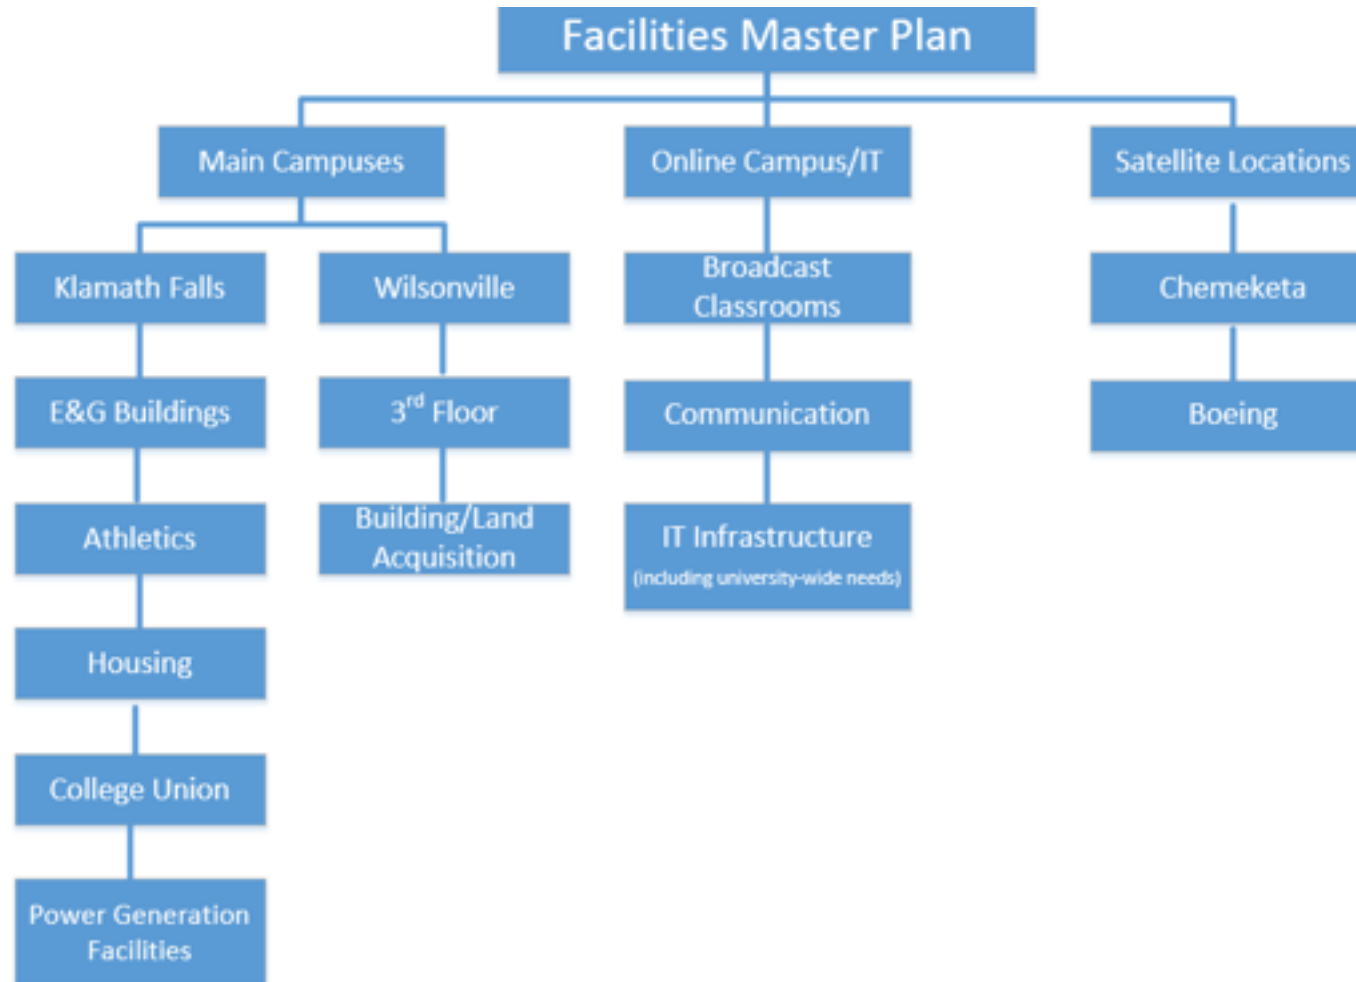 Facilities Master Plan
Main Campuses
Online Campus/IT
Satellite Locations
Klamath Falls
Wilsonville
Broadcast
Classrooms
Chemeketa
E&G Buildings
3rd Floor
Communication
Boeing
Athletics
Building/Land
Acquisition
IT Infrastructure
(including university-wide needs)
Housing
College Union
Power Generation
Facilities